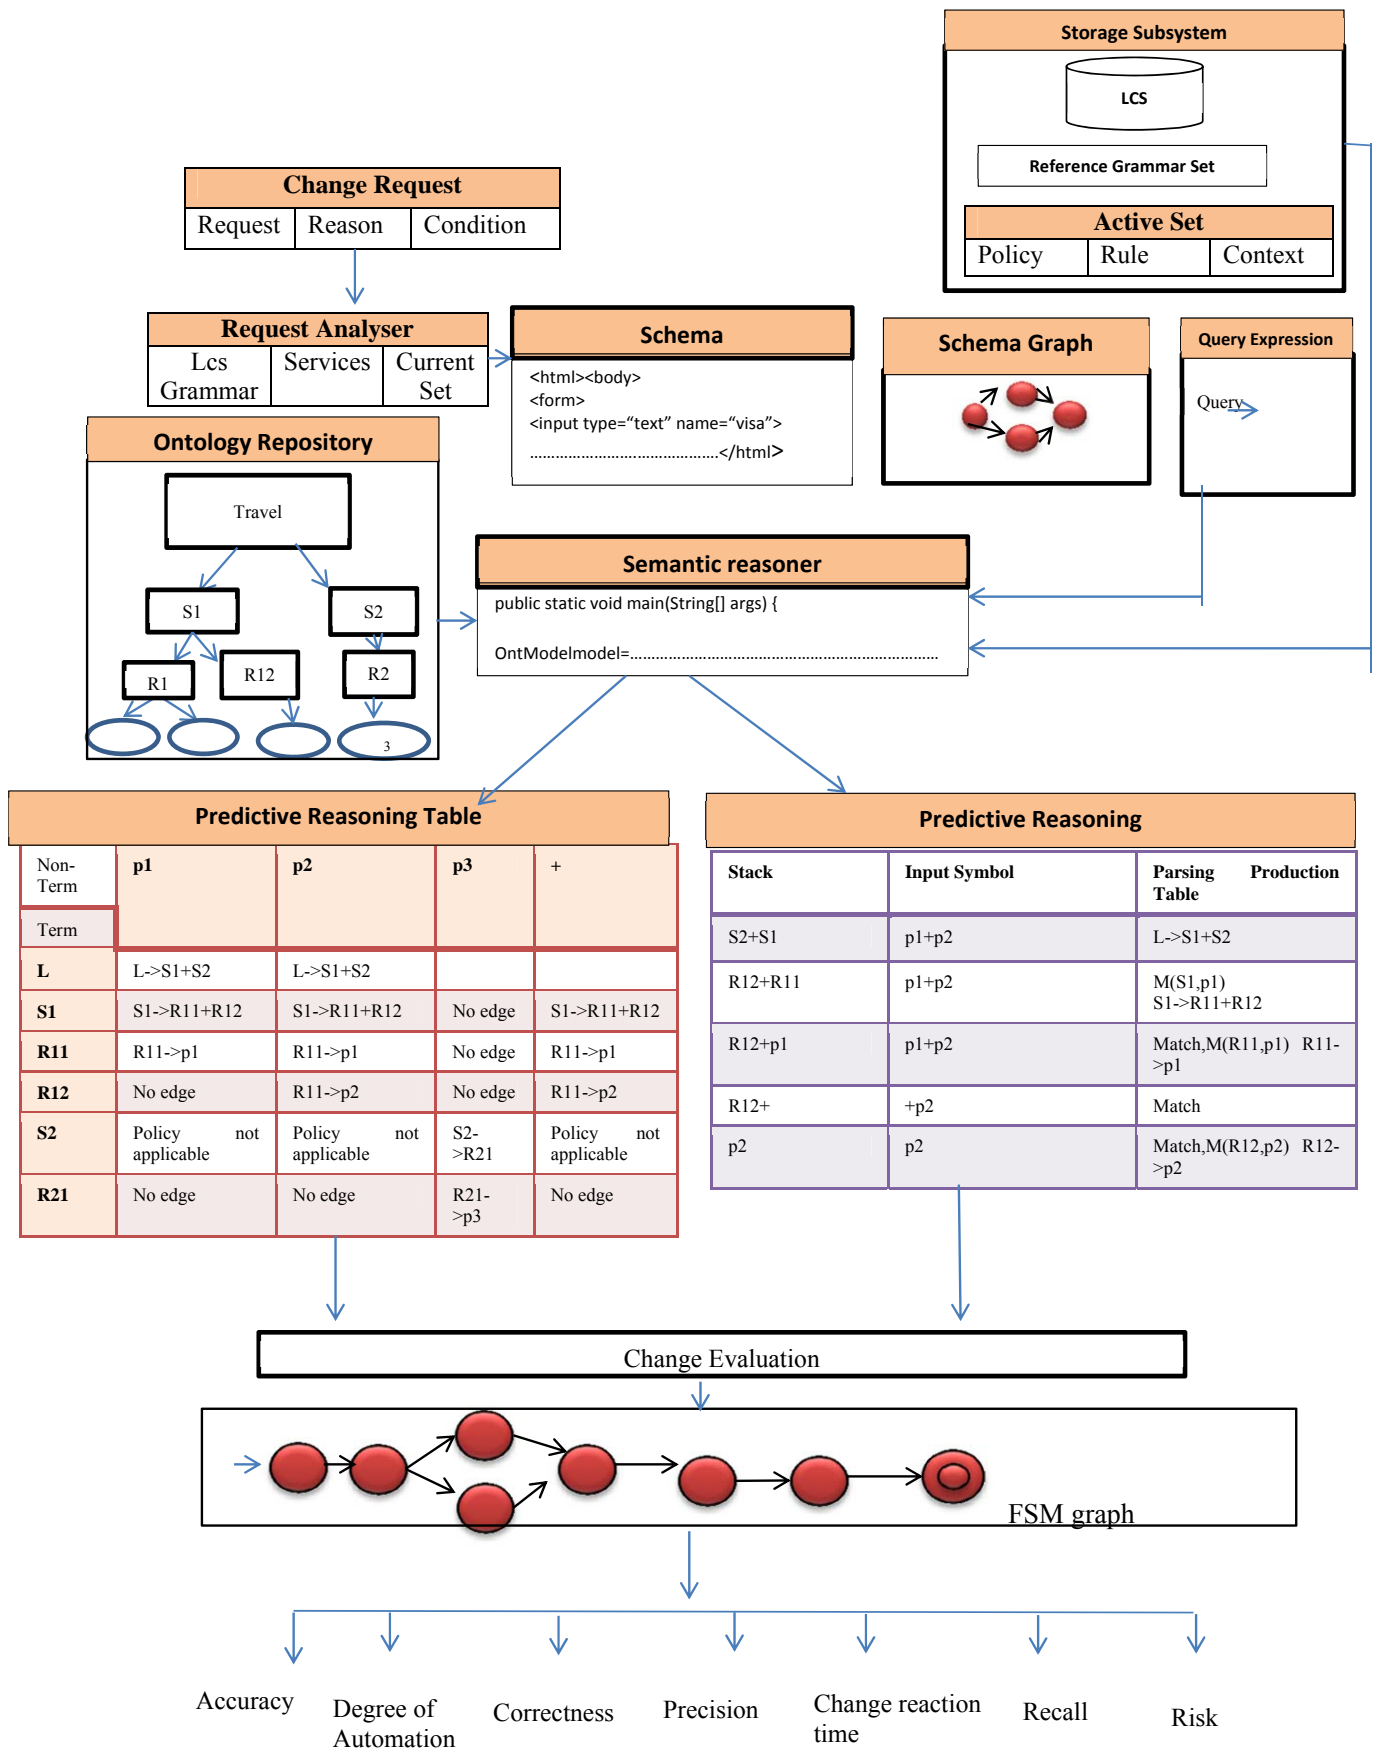 Storage Subsystem
LCS
Reference Grammar Set
Active Set
Policy Rule Context
Change Request
Request Reason Condition
Request Analyser
Lcs Services Current
Grammar Set
Schema
<html><body>
<form>
<input type=“text” name=“visa”>
……………………………………..</html>
Schema Graph
Query Expression
Query
Ontology Repository
Travel
S1 S2
R1 R12 R2
3
Semantic reasoner
public static void main(String[] args) {
OntModelmodel=………………………………………………………………
Predictive Reasoning Table
Non- p1 p2 p3 +
Term
Term
L L->S1+S2 L->S1+S2
S1 S1->R11+R12 S1->R11+R12 No edge S1->R11+R12
R11 R11->p1 R11->p1 No edge R11->p1
R12 No edge R11->p2 No edge R11->p2
S2 Policy not Policy not S2- Policy not
applicable applicable >R21 applicable
R21 No edge No edge R21- No edge
>p3
Predictive Reasoning
Stack Input Symbol Parsing Production
Table
S2+S1 p1+p2 L->S1+S2
R12+R11 p1+p2 M(S1,p1)
S1->R11+R12
R12+p1 p1+p2 Match,M(R11,p1) R11-
>p1
R12+ +p2 Match
p2 p2 Match,M(R12,p2) R12-
>p2
Change Evaluation
FSM graph
Accuracy Degree of Correctness Precision Change reaction Recall Risk
Automation time